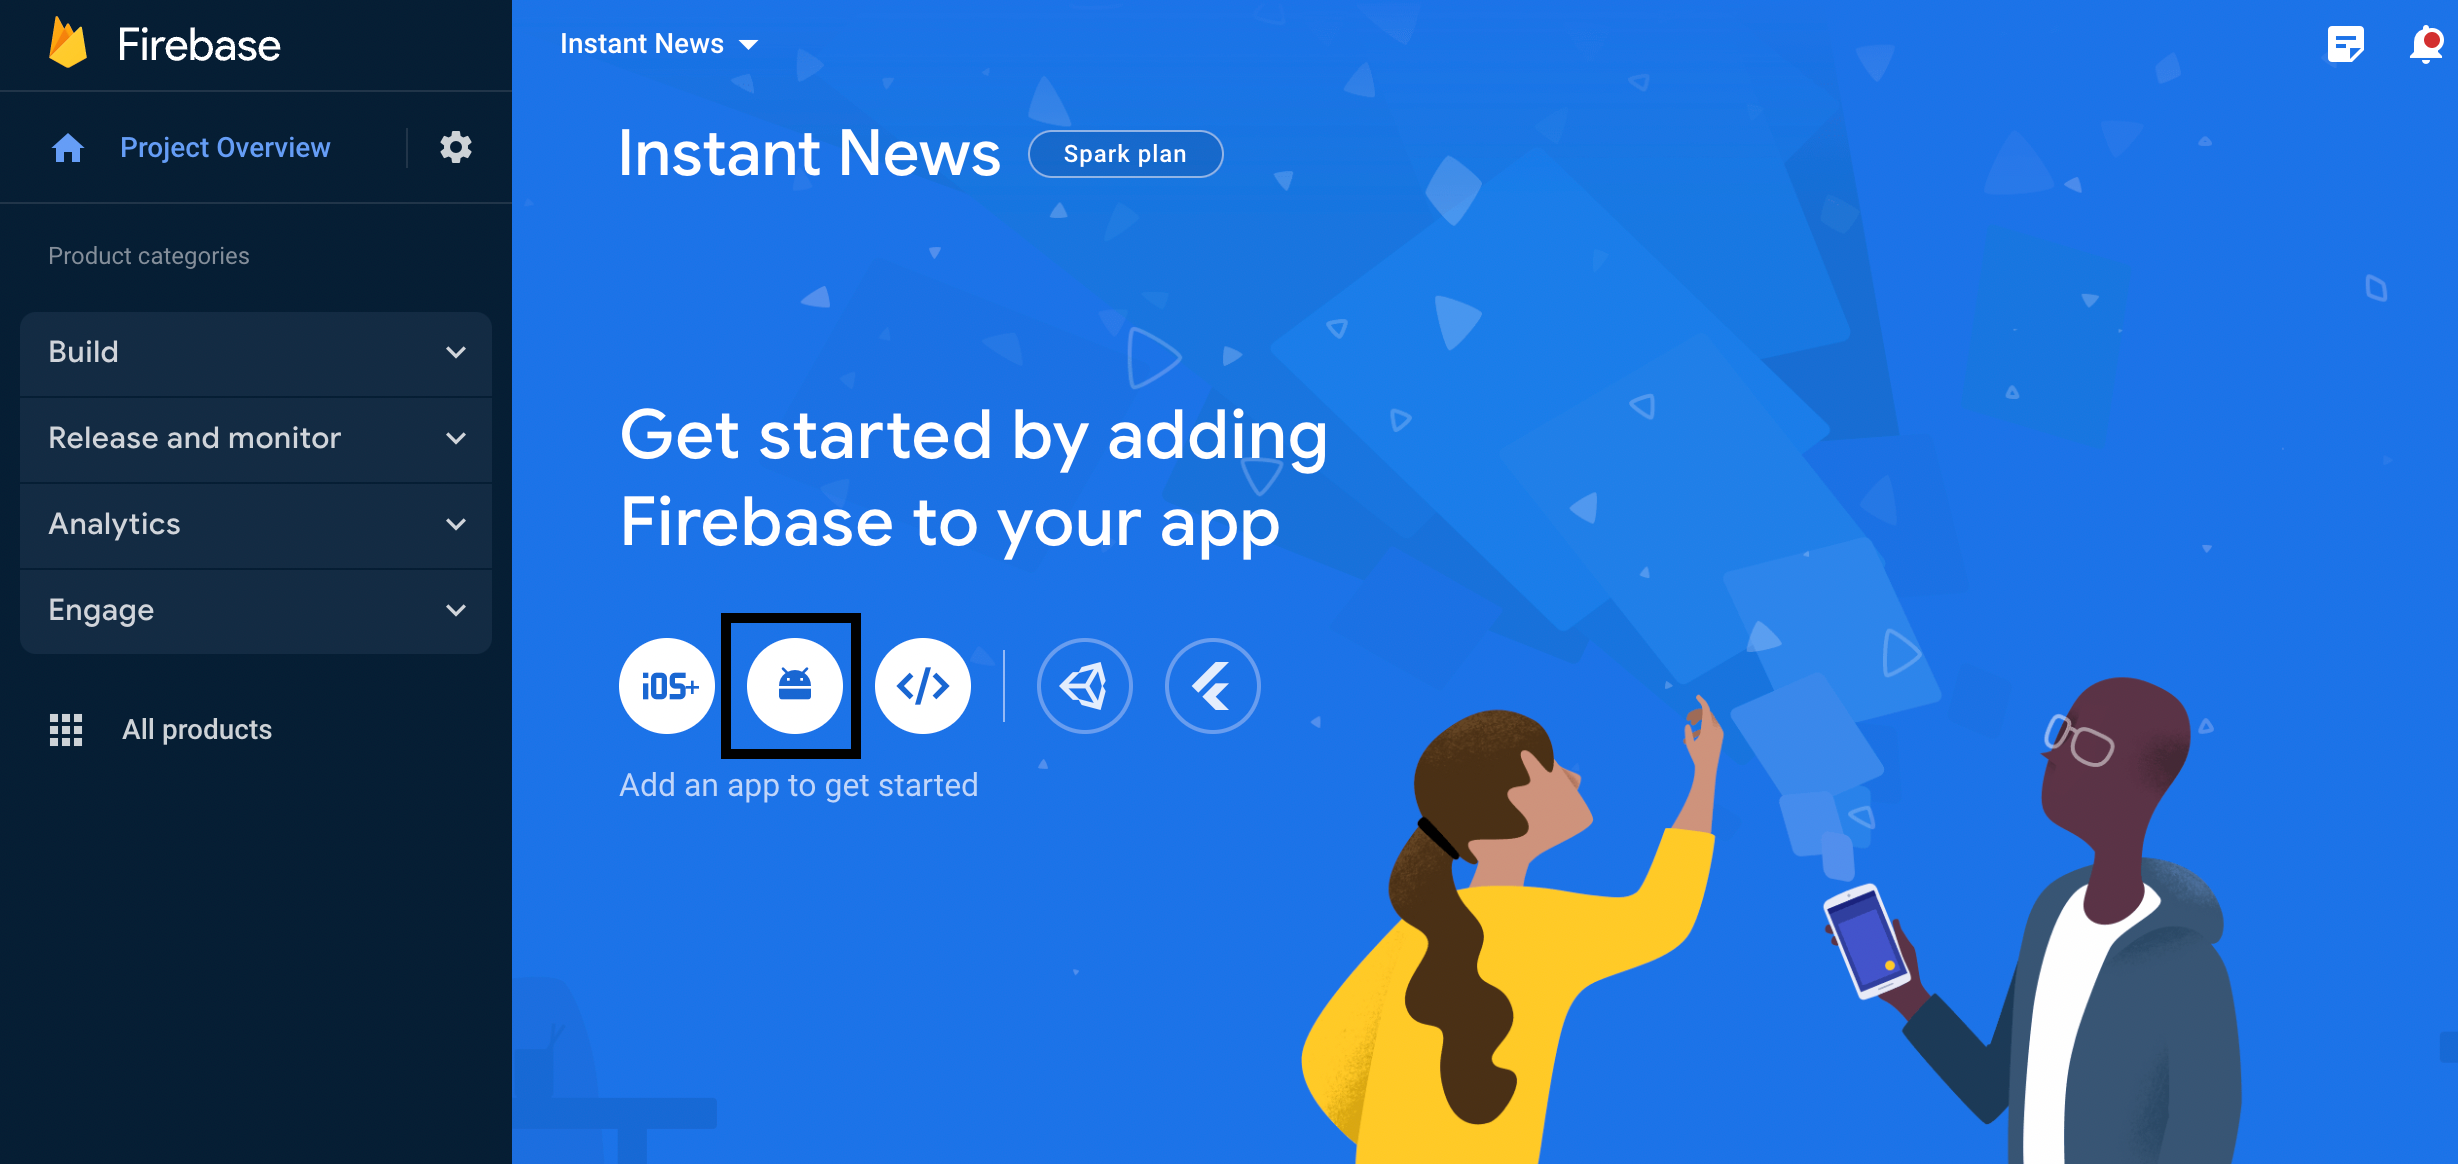 Firebase
Project Overview
Product categories
Build
Release and monitor
Analytics
Engage
All products
Instant News
Instant News
Spark plan
Get started by adding
Firebase to your app
iOS+
</>
Add an app to get started